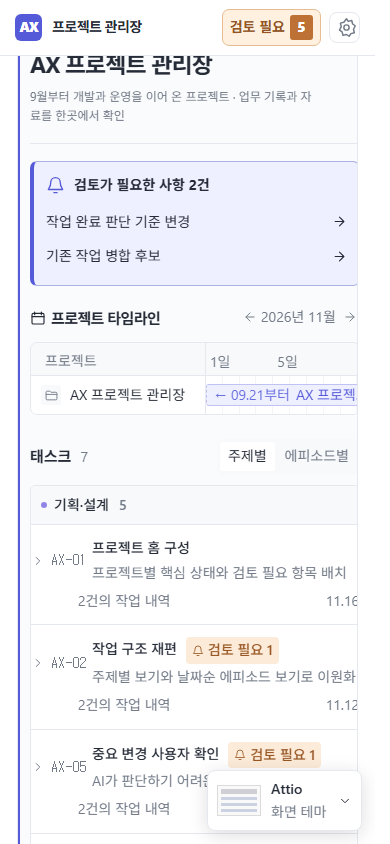 AX 프로젝트 관리장 검토 필요 5
AX 프로젝트 관리장
9월부터 개발과 운영을 이어 온 프로젝트 · 업무 기록과 자
료를 한곳에서 확인
검토가 필요한 사항 2건
작업 완료 판단 기준 변경 →
기존 작업 병합 후보 →
프로젝트 타임라인 ← 2026년 11월 →
프로젝트 1일 5일
AX 프로젝트 관리장 ← 09.21부터 AX 프로젝
태스크 7 주제별 에피소드별
기획·설계 5
AX-01 프로젝트 홈 구성
프로젝트별 핵심 상태와 검토 필요 항목 배치
2건의 작업 내역 11.16
AX-02 작업 구조 재편 검토 필요 1
주제별 보기와 날짜순 에피소드 보기로 이원화
2건의 작업 내역 11.12
AX-05 중요 변경 사용자 확인 검토 필요 1
AI가 판단하기 어려운
2건의 작업 내역
Attio
화면 테마